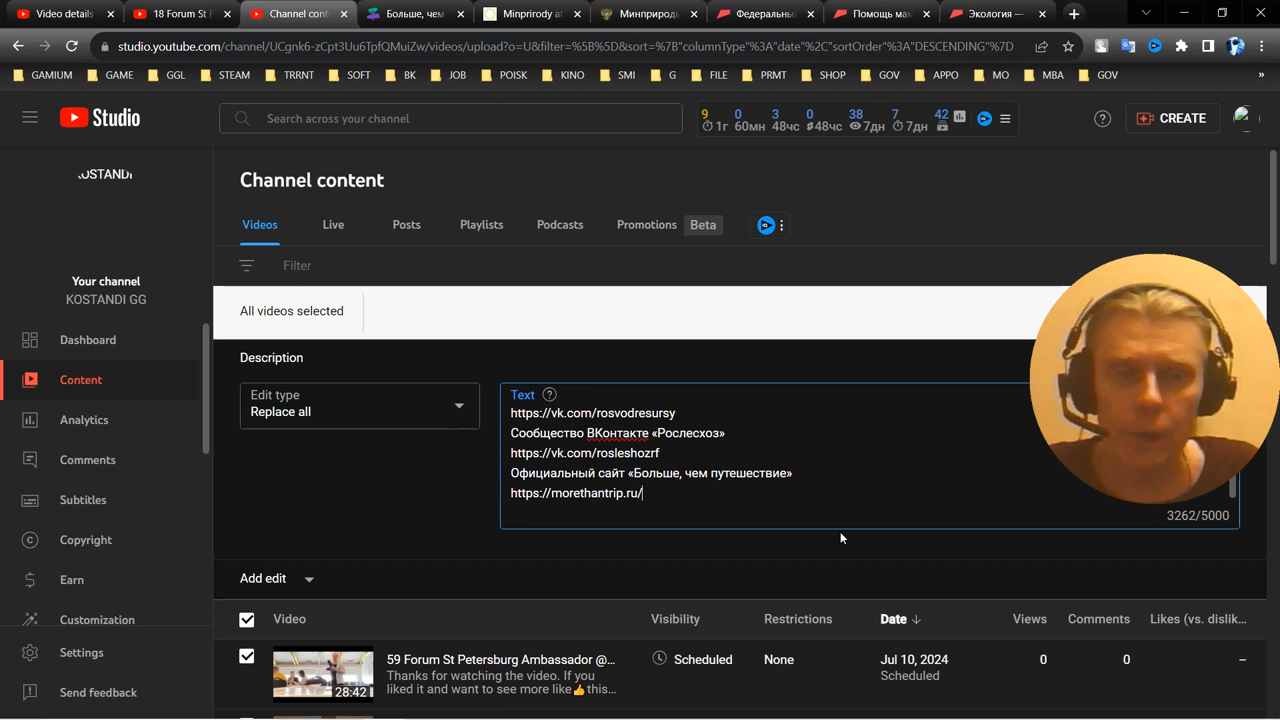 Video details
18 Forum St F
Channel cont
Больше, чем
Minprirody at
Минприродь
Федеральный
Помощь мам
Экология —
studio.youtube.com/channel/UCgnk6-zCpt3Uu6TpfQMuiZw/videos/upload?o=U&filter=%5B%5D&sort=%7B"columnType"%3A"date"%2C"sortOrder"%3A"DESCENDING"%7D
GAMIUM GAME GGL STEAM TRRNT SOFT BK JOB POISK KINO SMI G FILE PRMT SHOP GOV APPO MO MBA GOV »
Studio
Search across your channel
9 0 3 0 38 7 42
1г 60мн 48чс 48чс 7дн 7дн
CREATE
KOSTANDI
Channel content
Videos Live Posts Playlists Podcasts Promotions Beta
Filter
Your channel
KOSTANDI GG
All videos selected
Dashboard
Content
Analytics
Comments
Subtitles
Copyright
Earn
Customization
Settings
Send feedback
Description
Edit type
Replace all
Text
https://vk.com/rosvodresursy
Сообщество ВКонтакте «Рослесхоз»
https://vk.com/rosleshozrf
Официальный сайт «Больше, чем путешествие»
https://morethantrip.ru/
3262/5000
Add edit
Video Visibility Restrictions Date Views Comments Likes (vs. dislik...
59 Forum St Petersburg Ambassador @... Scheduled None Jul 10, 2024 0 0 –
Thanks for watching the video. If you Scheduled
liked it and want to see more like👍this...
28:42